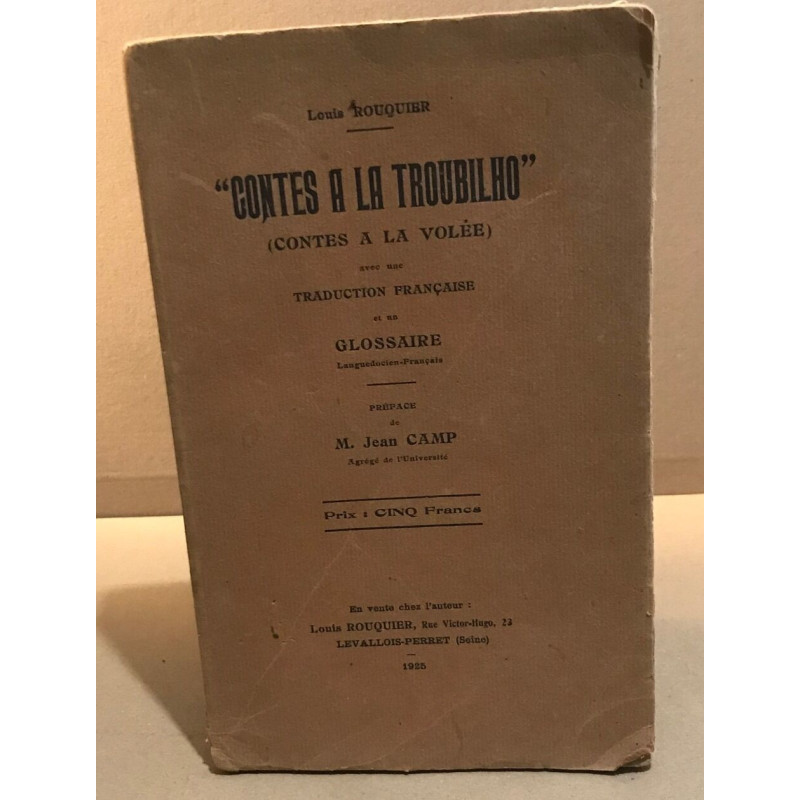 Louis ROUQUIER
"CONTES A LA TROUBILHO"
(CONTES A LA VOLÉE)
avec une
TRADUCTION FRANÇAISE
et un
GLOSSAIRE
Languedocien-Français
PRÉFACE
de
M. Jean CAMP
Agrégé de l'Université
Prix : CINQ Francs
En vente chez l'auteur :
Louis ROUQUIER, Rue Victor-Hugo, 23
LEVALLOIS-PERRET (Seine)
1925